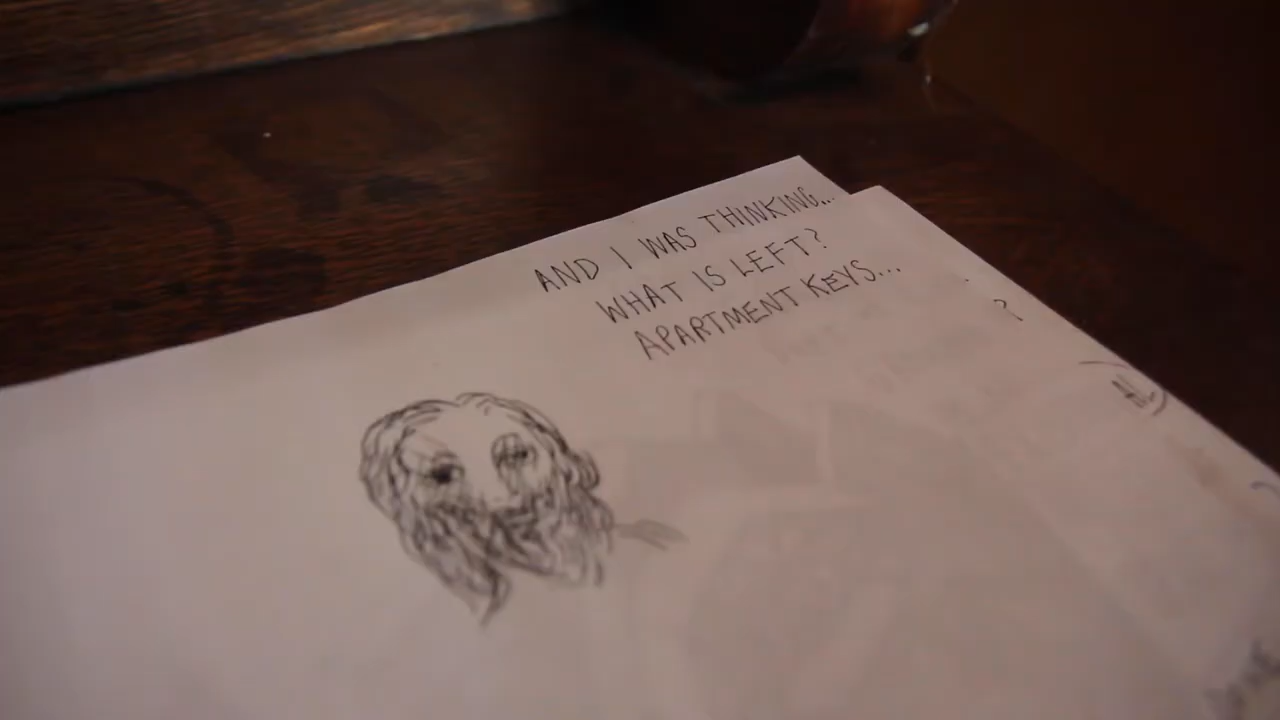 AND I WAS THINKING...
WHAT IS LEFT?
APARTMENT KEYS...
?